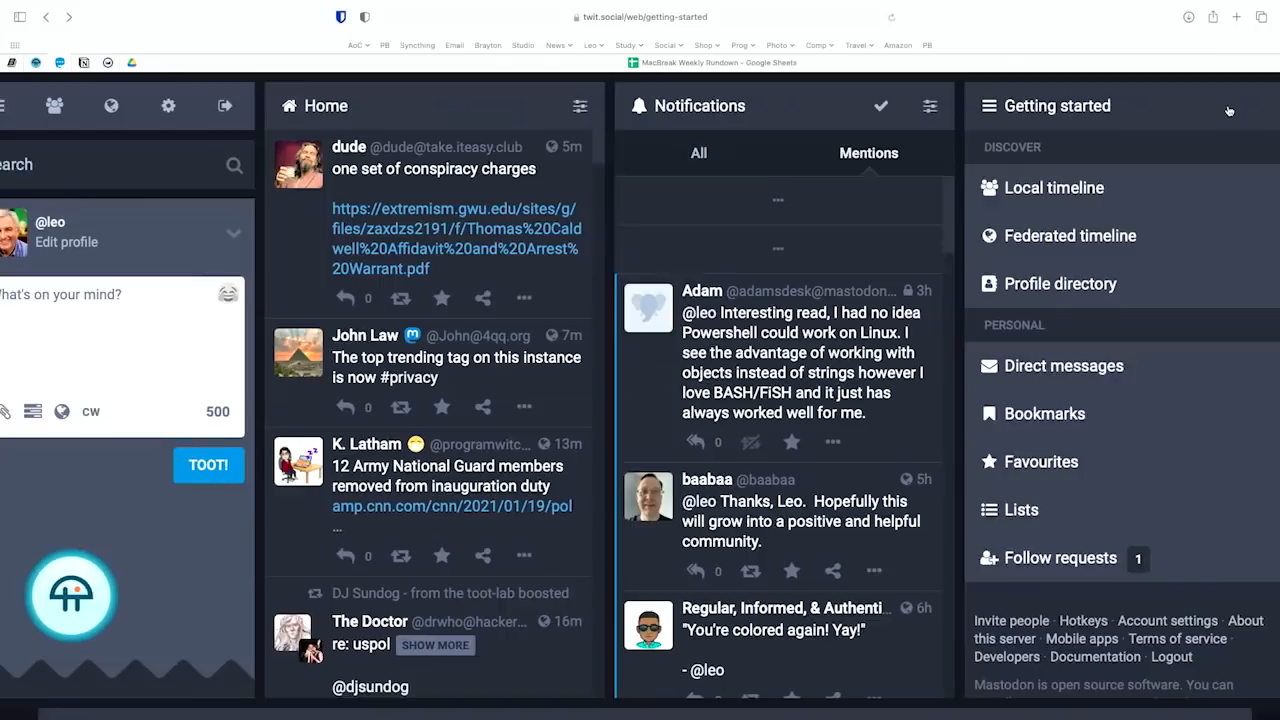 twit.social/web/getting-started
AoC PB Syncthing Email Brayton Studio News Leo Study Social Shop Prog Photo Comp Travel Amazon PB
MacBreak Weekly Rundown - Google Sheets
earch
@leo
Edit profile
hat's on your mind?
CW 500
TOOT!
Home
dude @dude@take.iteasy.club 5m
one set of conspiracy charges
https://extremism.gwu.edu/sites/g/
files/zaxdzs2191/f/Thomas%20Cald
well%20Affidavit%20and%20Arrest%
20Warrant.pdf
0
John Law @John@4qq.org 7m
The top trending tag on this instance
is now #privacy
0
K. Latham @programwitc... 13m
12 Army National Guard members
removed from inauguration duty
amp.cnn.com/cnn/2021/01/19/pol
...
0
DJ Sundog - from the toot-lab boosted
The Doctor @drwho@hacker... 16m
re: uspol SHOW MORE
@djsundog
Notifications
All Mentions
Adam @adamsdesk@mastodon... 3h
@leo Interesting read, I had no idea
Powershell could work on Linux. I
see the advantage of working with
objects instead of strings however I
love BASH/FiSH and it just has
always worked well for me.
0
baabaa @baabaa 5h
@leo Thanks, Leo. Hopefully this
will grow into a positive and helpful
community.
0
Regular, Informed, & Authenti... 6h
"You're colored again! Yay!"
- @leo
Getting started
DISCOVER
Local timeline
Federated timeline
Profile directory
PERSONAL
Direct messages
Bookmarks
Favourites
Lists
Follow requests 1
Invite people · Hotkeys · Account settings · About
this server · Mobile apps · Terms of service ·
Developers · Documentation · Logout
Mastodon is open source software. You can